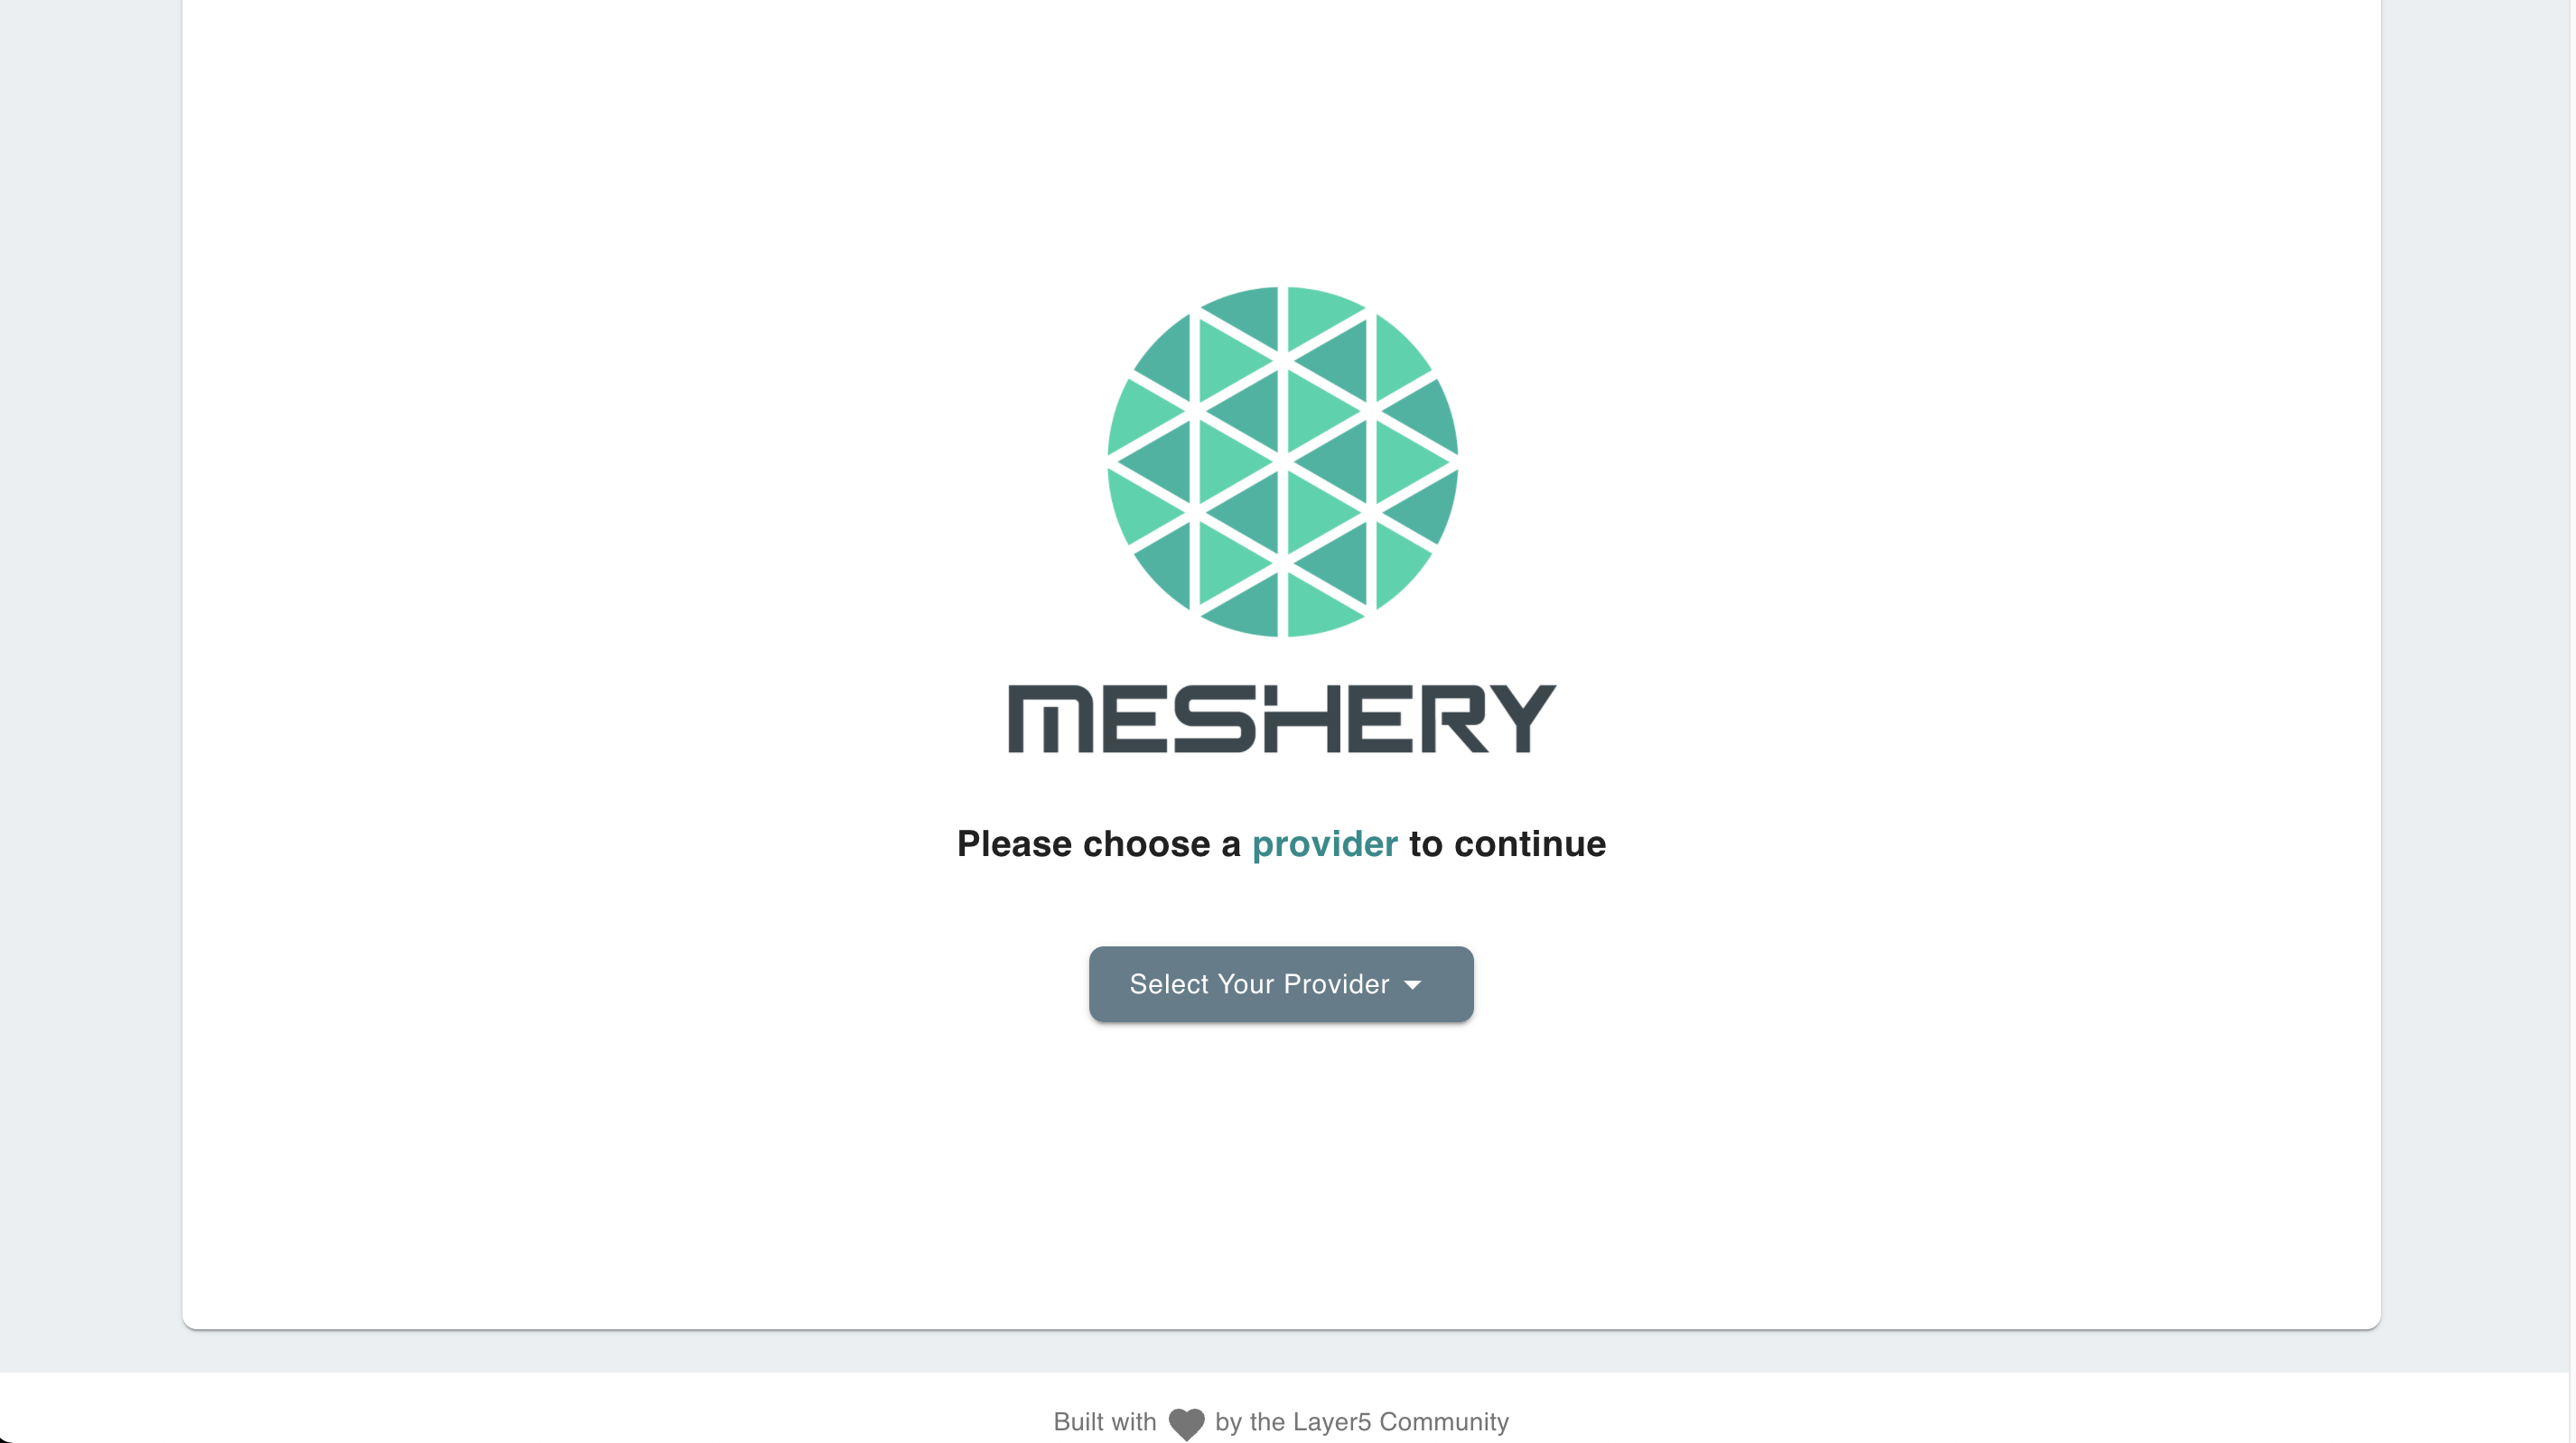 MESHERY
Please choose a provider to continue
Select Your Provider
Built with by the Layer5 Community